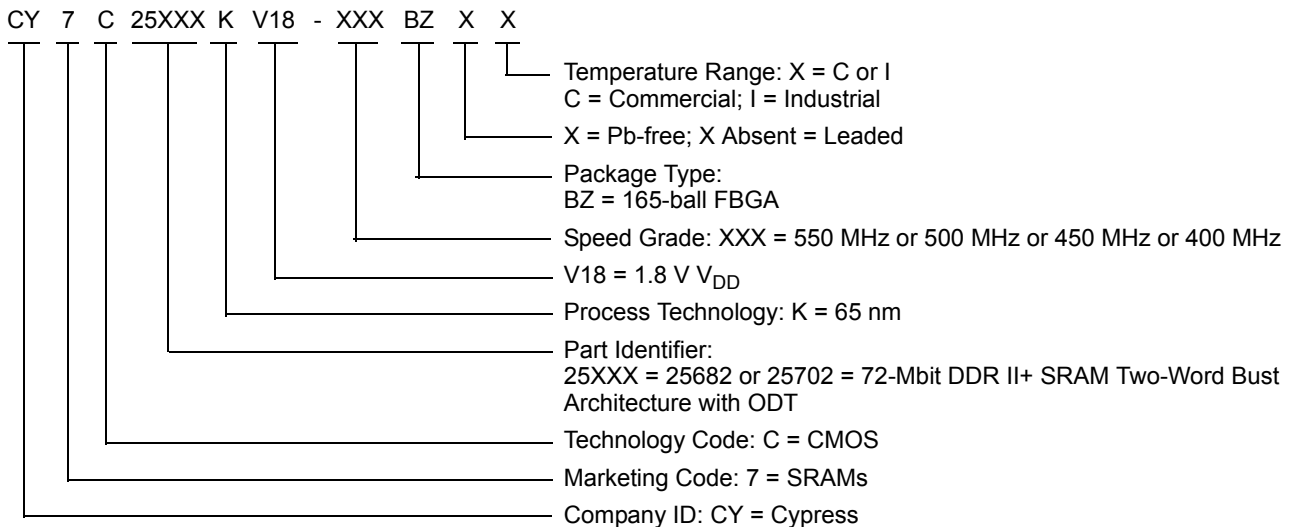 CY 7 C 25XXX K V18 - XXX BZ X X
Temperature Range: X = C or I
C = Commercial; I = Industrial
X = Pb-free; X Absent = Leaded
Package Type:
BZ = 165-ball FBGA
Speed Grade: XXX = 550 MHz or 500 MHz or 450 MHz or 400 MHz
V18 = 1.8 V VDD
Process Technology: K = 65 nm
Part Identifier:
25XXX = 25682 or 25702 = 72-Mbit DDR II+ SRAM Two-Word Bust
Architecture with ODT
Technology Code: C = CMOS
Marketing Code: 7 = SRAMs
Company ID: CY = Cypress